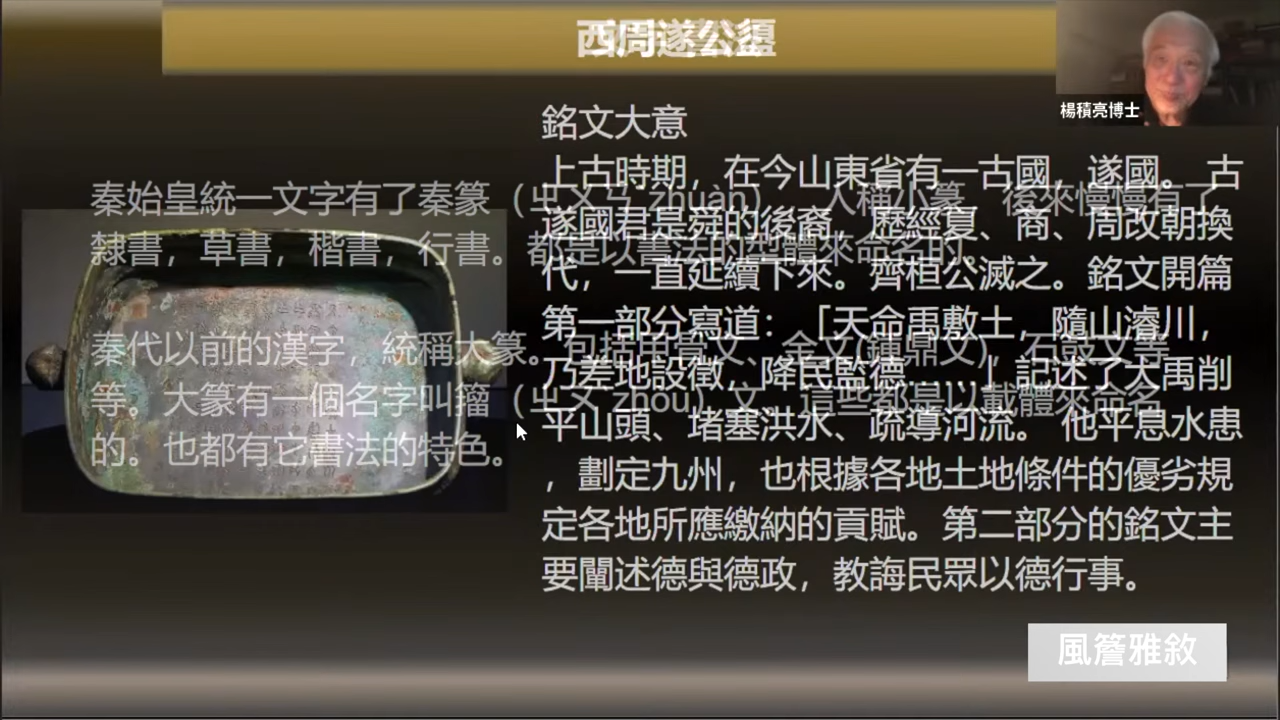 西周遂公盨
楊積亮博士
銘文大意
上古時期，在今山東省有一古國，遂國。 古
遂國君是舜的後裔，歷經夏、商、周改朝換
代，一直延續下來。齊桓公滅之。銘文開篇
第一部分寫道：「天命禹敷土，隨山濬川，
乃差地設徵，降民監德……」記述了大禹削
平山頭、堵塞洪水、疏導河流。 他平息水患
，劃定九州，也根據各地土地條件的優劣規
定各地所應繳納的貢賦。第二部分的銘文主
要闡述德與德政，教誨民眾以德行事。
秦始皇統一文字有了秦篆（ㄓㄨㄢ zhuàn），人稱小篆，後來慢慢有了
隸書，草書，楷書，行書。都是以書法的型體來命名的。
秦代以前的漢字，統稱大篆。包括甲骨文、金文(鐘鼎文)，石鼓文等
等。大篆有一個名字叫籀（ㄓㄡ zhòu）文。這些都是以載體來命名
的。也都有它書法的特色。
風簷雅敘